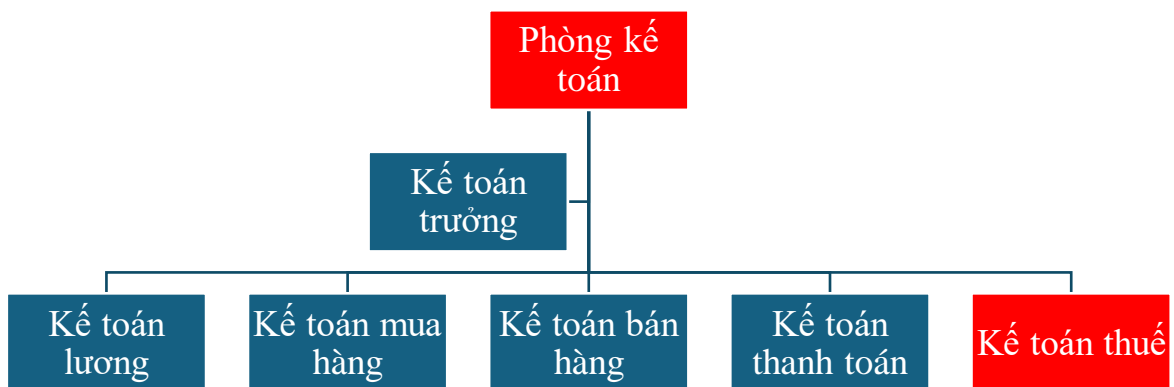 Phòng kế
toán
Kế toán
trưởng
Kế toán
lương
Kế toán mua
hàng
Kế toán bán
hàng
Kế toán
thanh toán
Kế toán thuế